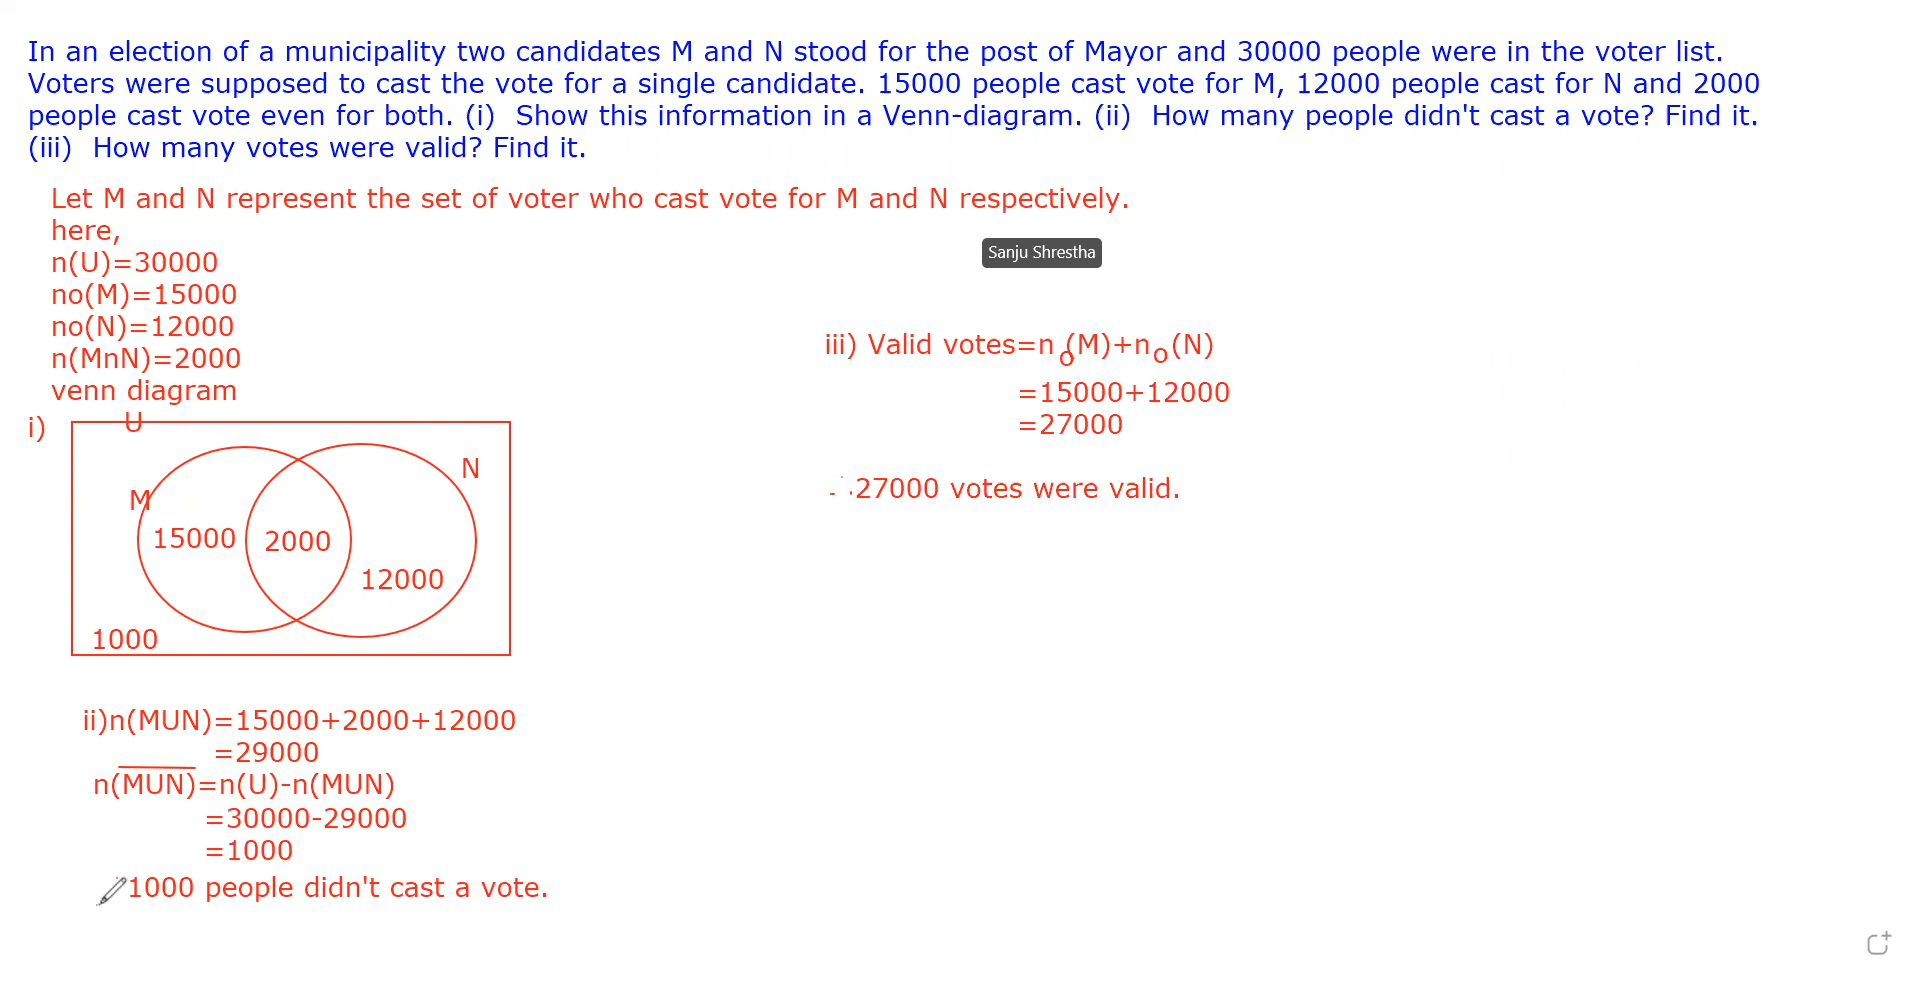 In an election of a municipality two candidates M and N stood for the post of Mayor and 30000 people were in the voter list.
Voters were supposed to cast the vote for a single candidate. 15000 people cast vote for M, 12000 people cast for N and 2000
people cast vote even for both. (i)  Show this information in a Venn-diagram. (ii)  How many people didn't cast a vote? Find it.
(iii)  How many votes were valid? Find it.
Let M and N represent the set of voter who cast vote for M and N respectively.
here,
n(U)=30000
no(M)=15000
no(N)=12000
n(MnN)=2000
venn diagram
i)
U
M
N
15000
2000
12000
1000
ii)n(MUN)=15000+2000+12000
=29000
n(MUN)=n(U)-n(MUN)
=30000-29000
=1000
1000 people didn't cast a vote.
Sanju Shrestha
iii) Valid votes=no(M)+no(N)
=15000+12000
=27000
27000 votes were valid.